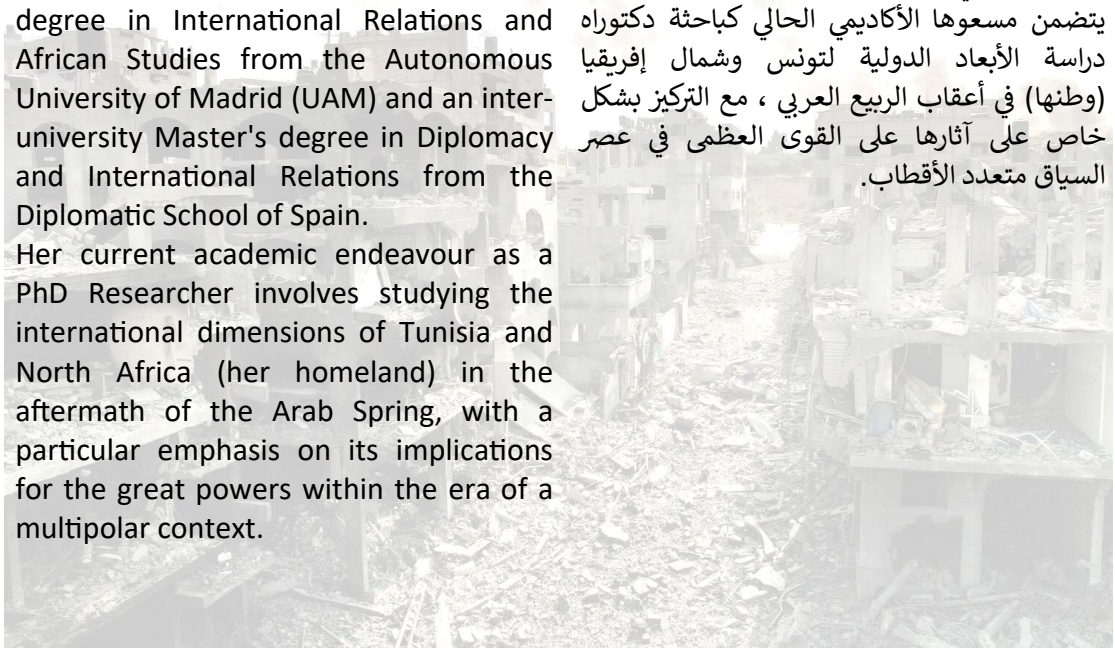 degree in International Relations and
African Studies from the Autonomous
University of Madrid (UAM) and an inter-
university Master's degree in Diplomacy
and International Relations from the
Diplomatic School of Spain.
Her current academic endeavour as a
PhD Researcher involves studying the
international dimensions of Tunisia and
North Africa (her homeland) in the
aftermath of the Arab Spring, with a
particular emphasis on its implications
for the great powers within the era of a
multipolar context.
يتضمن مسعوها الأكاديمي الحالي كباحثة دكتوراه
دراسة الأبعاد الدولية لتونس وشمال إفريقيا
(وطنها) في أعقاب الربيع العربي ، مع التركيز بشكل
خاص على آثارها على القوى العظمى في عصر
السياق متعدد الأقطاب.